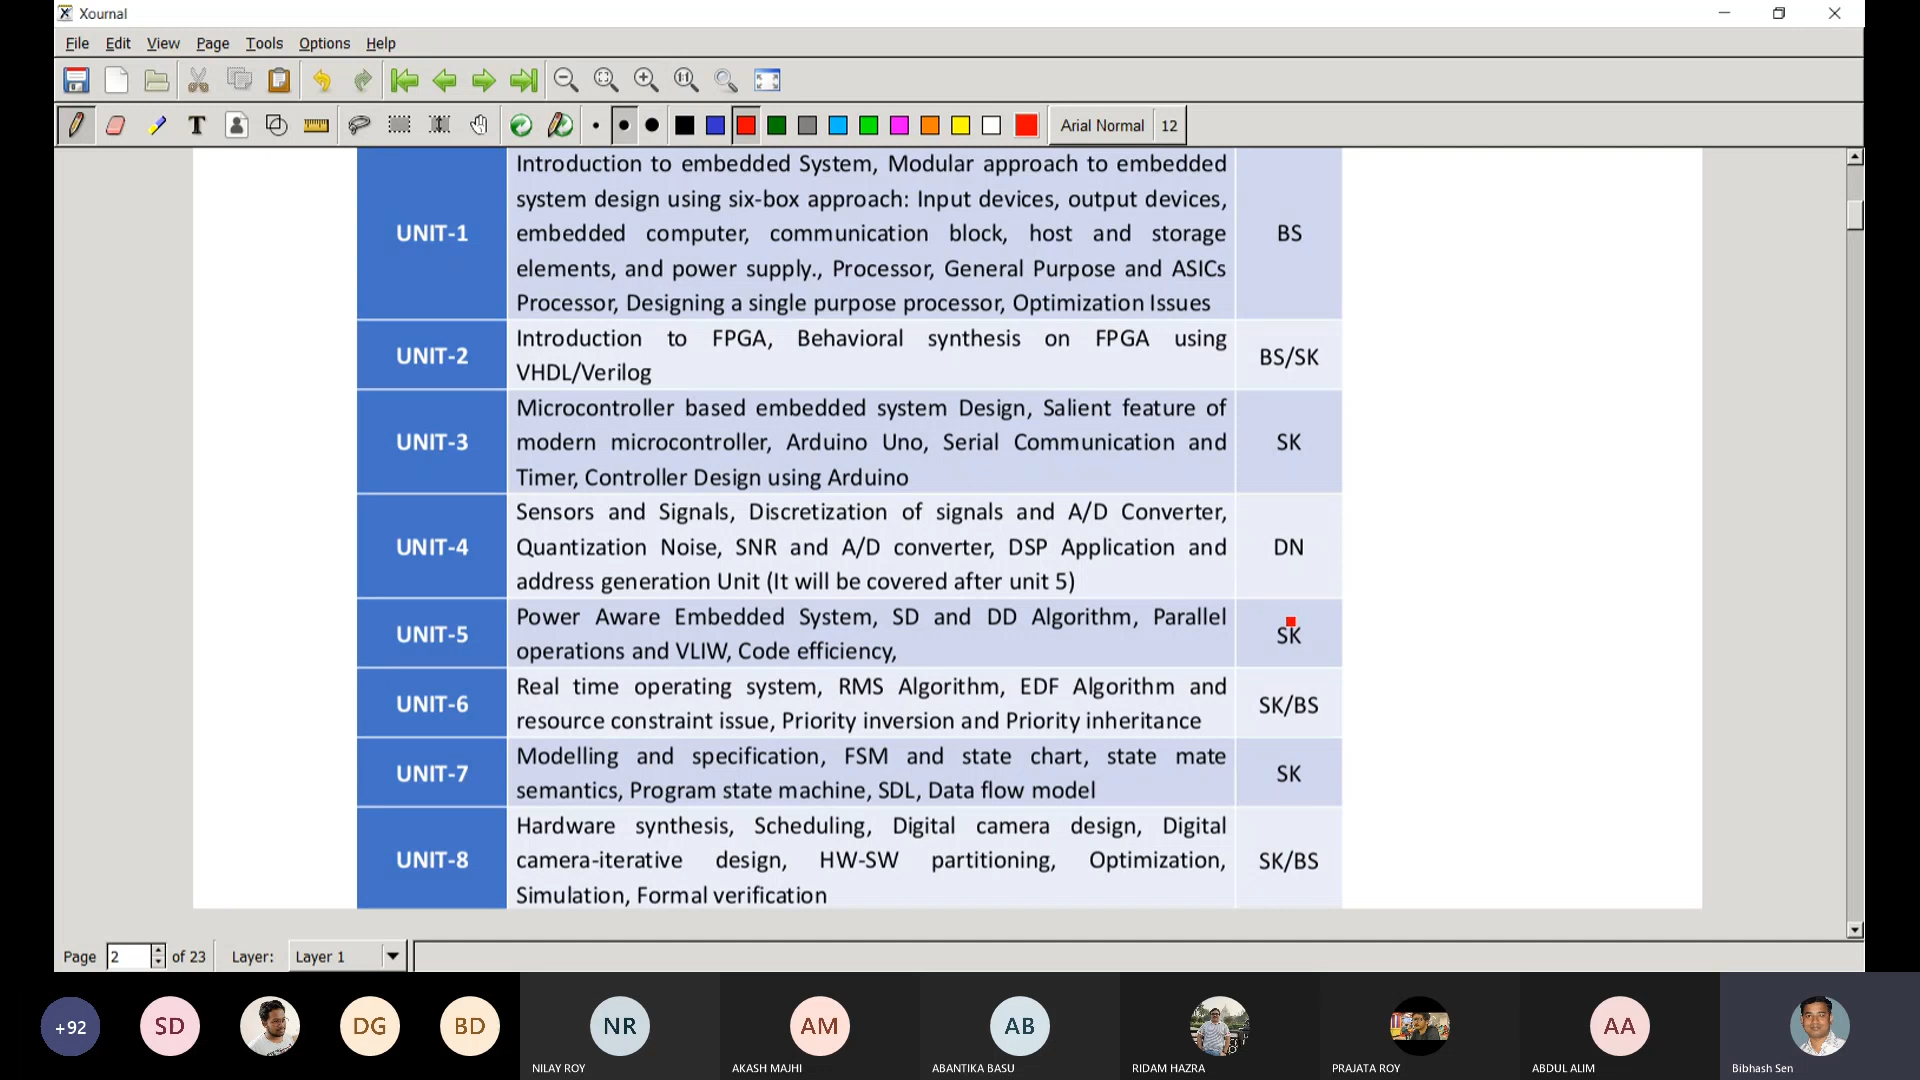 Xournal
File Edit View Page Tools Options Help
T Arial Normal 12
Introduction to embedded System, Modular approach to embedded
system design using six-box approach: Input devices, output devices,
UNIT-1 embedded computer, communication block, host and storage BS
elements, and power supply., Processor, General Purpose and ASICs
Processor, Designing a single purpose processor, Optimization Issues
UNIT-2 Introduction to FPGA, Behavioral synthesis on FPGA using BS/SK
VHDL/Verilog
Microcontroller based embedded system Design, Salient feature of
UNIT-3 modern microcontroller, Arduino Uno, Serial Communication and SK
Timer, Controller Design using Arduino
Sensors and Signals, Discretization of signals and A/D Converter,
UNIT-4 Quantization Noise, SNR and A/D converter, DSP Application and DN
address generation Unit (It will be covered after unit 5)
UNIT-5 Power Aware Embedded System, SD and DD Algorithm, Parallel SK
operations and VLIW, Code efficiency,
UNIT-6 Real time operating system, RMS Algorithm, EDF Algorithm and SK/BS
resource constraint issue, Priority inversion and Priority inheritance
UNIT-7 Modelling and specification, FSM and state chart, state mate SK
semantics, Program state machine, SDL, Data flow model
Hardware synthesis, Scheduling, Digital camera design, Digital
UNIT-8 camera-iterative design, HW-SW partitioning, Optimization, SK/BS
Simulation, Formal verification
Page 2 of 23 Layer: Layer 1
+92 SD DG BD NR AM AB AA
NILAY ROY AKASH MAJHI ABANTIKA BASU RIDAM HAZRA PRAJATA ROY ABDUL ALIM Bibhash Sen